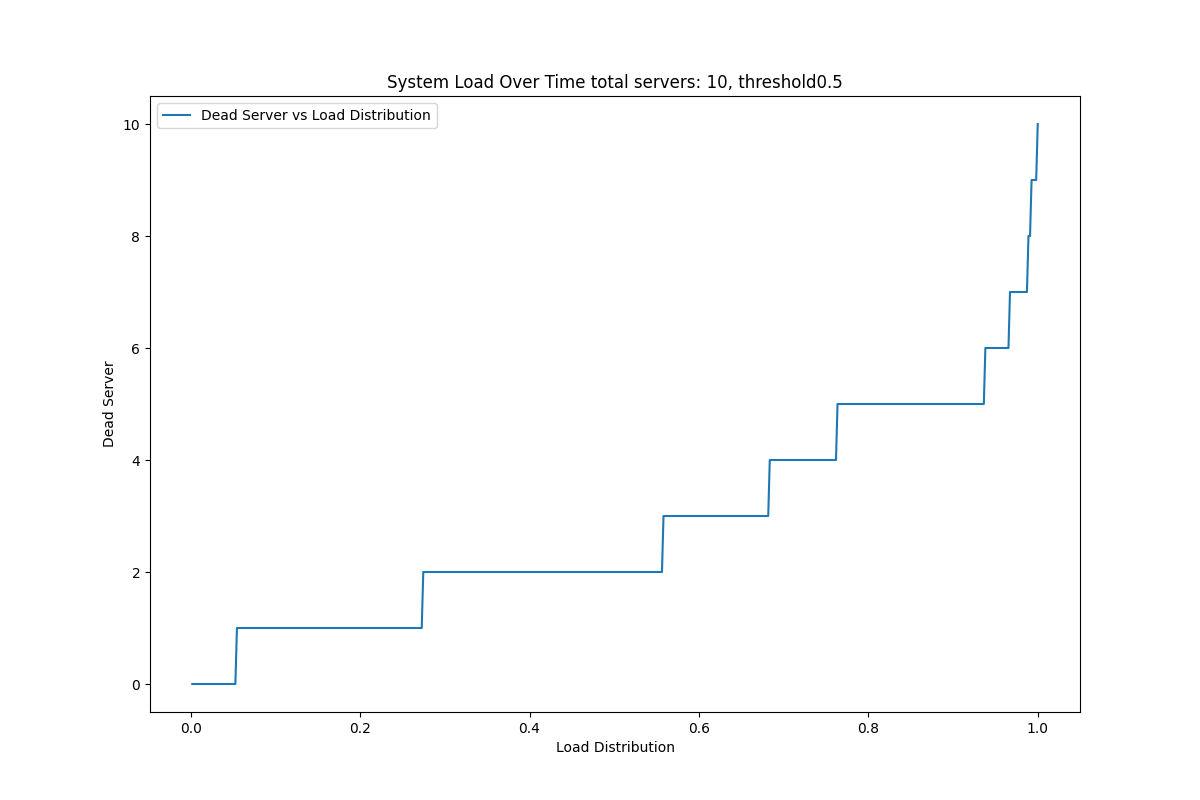 System Load Over Time total servers: 10, threshold0.5
Dead Server vs Load Distribution
10
8
6
4
2
0
Dead Server
0.0 0.2 0.4 0.6 0.8 1.0
Load Distribution